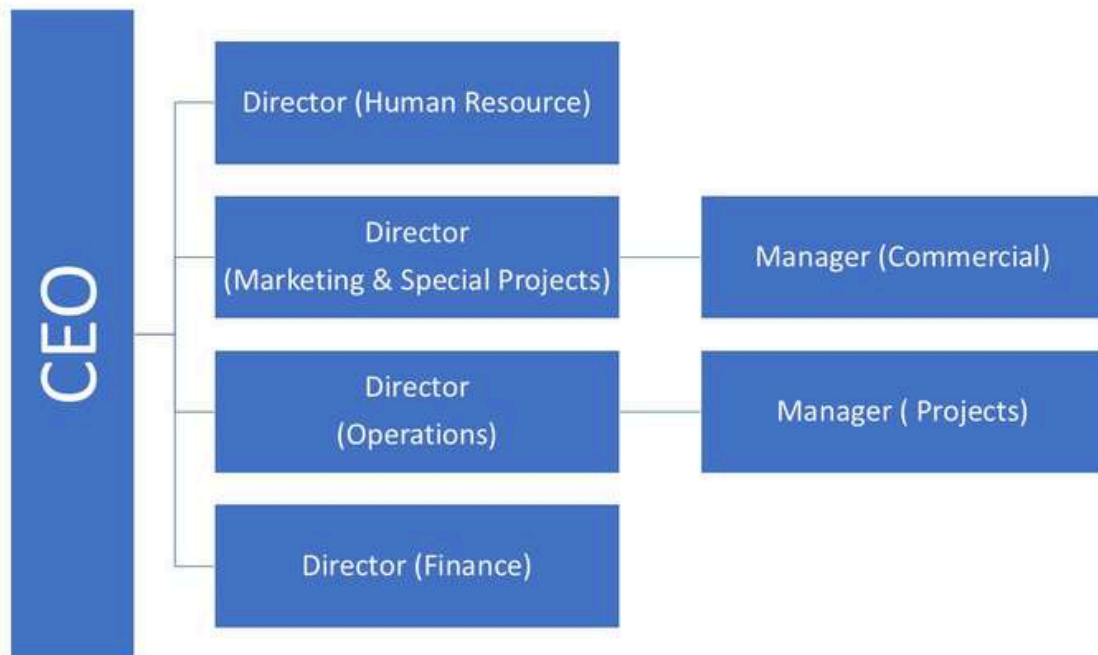 CEO
Director (Human Resource)
Director
(Marketing & Special Projects)
Manager (Commercial)
Director
(Operations)
Manager ( Projects)
Director (Finance)